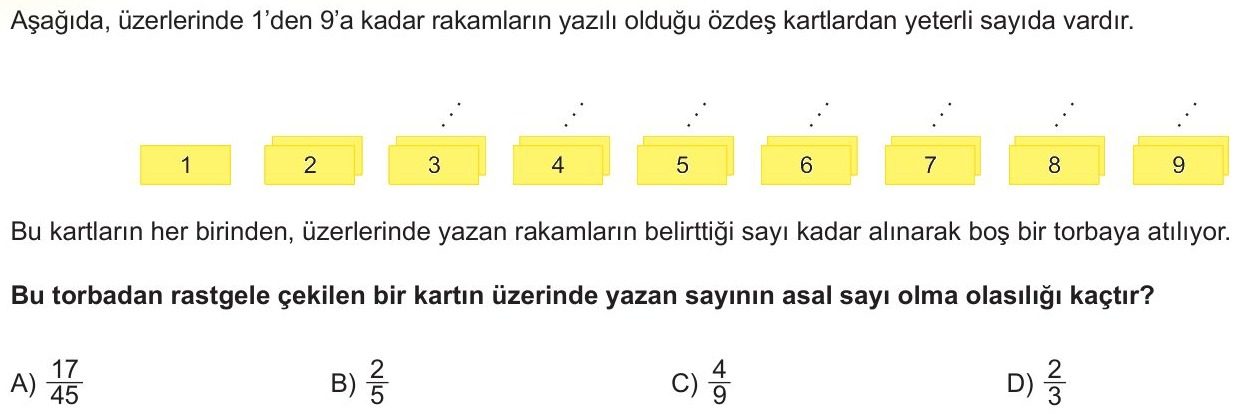 Aşağıda, üzerlerinde 1’den 9’a kadar rakamların yazılı olduğu özdeş kartlardan yeterli sayıda vardır.
1 2 3 4 5 6 7 8 9
Bu kartların her birinden, üzerlerinde yazan rakamların belirttiği sayı kadar alınarak boş bir torbaya atılıyor.
Bu torbadan rastgele çekilen bir kartın üzerinde yazan sayının asal sayı olma olasılığı kaçtır?
A) 17/45 B) 2/5 C) 4/9 D) 2/3